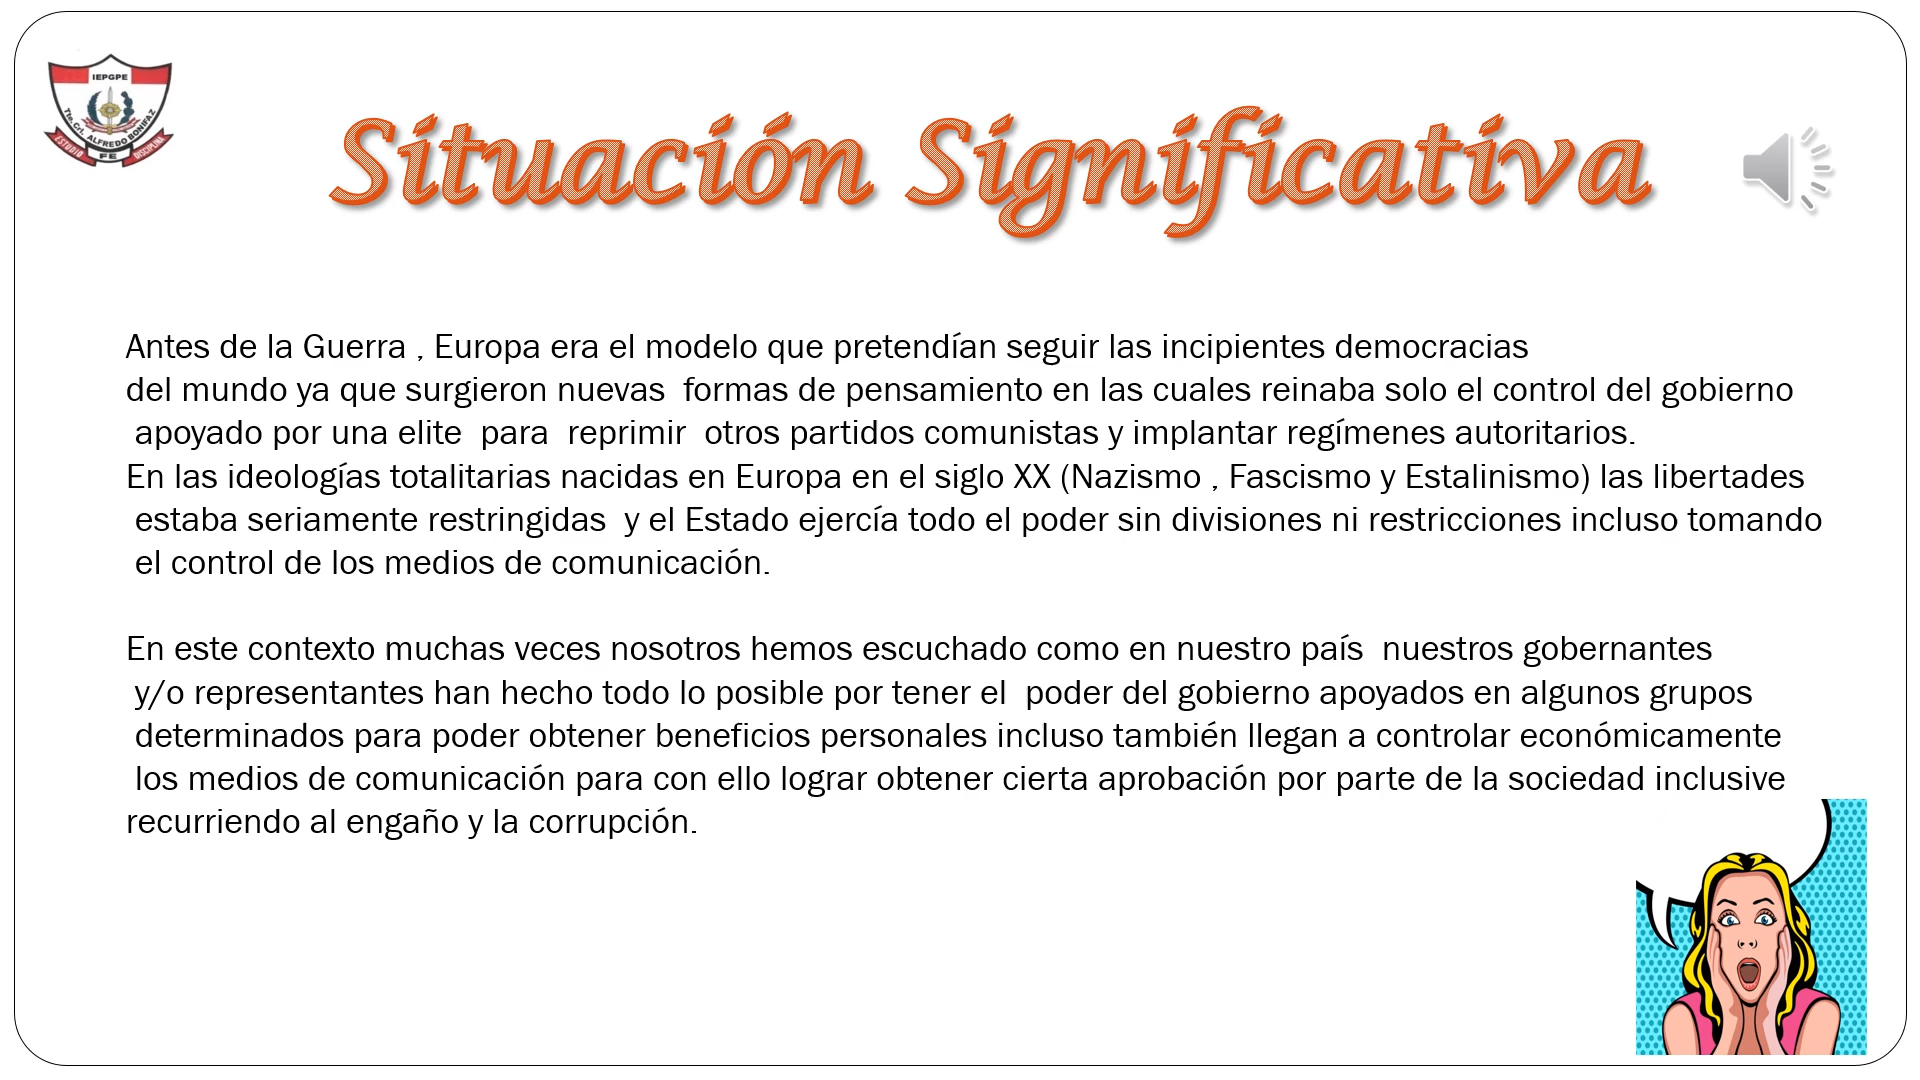 IEPGPE
Tte. Crl. ALFREDO BONIFAZ
ESTUDIO FE DISCIPLINA
Situación Significativa
Antes de la Guerra , Europa era el modelo que pretendían seguir las incipientes democracias
del mundo ya que surgieron nuevas  formas de pensamiento en las cuales reinaba solo el control del gobierno
apoyado por una elite  para  reprimir  otros partidos comunistas y implantar regímenes autoritarios.
En las ideologías totalitarias nacidas en Europa en el siglo XX (Nazismo , Fascismo y Estalinismo) las libertades
estaba seriamente restringidas  y el Estado ejercía todo el poder sin divisiones ni restricciones incluso tomando
el control de los medios de comunicación.
En este contexto muchas veces nosotros hemos escuchado como en nuestro país  nuestros gobernantes
y/o representantes han hecho todo lo posible por tener el  poder del gobierno apoyados en algunos grupos
determinados para poder obtener beneficios personales incluso también llegan a controlar económicamente
los medios de comunicación para con ello lograr obtener cierta aprobación por parte de la sociedad inclusive
recurriendo al engaño y la corrupción.